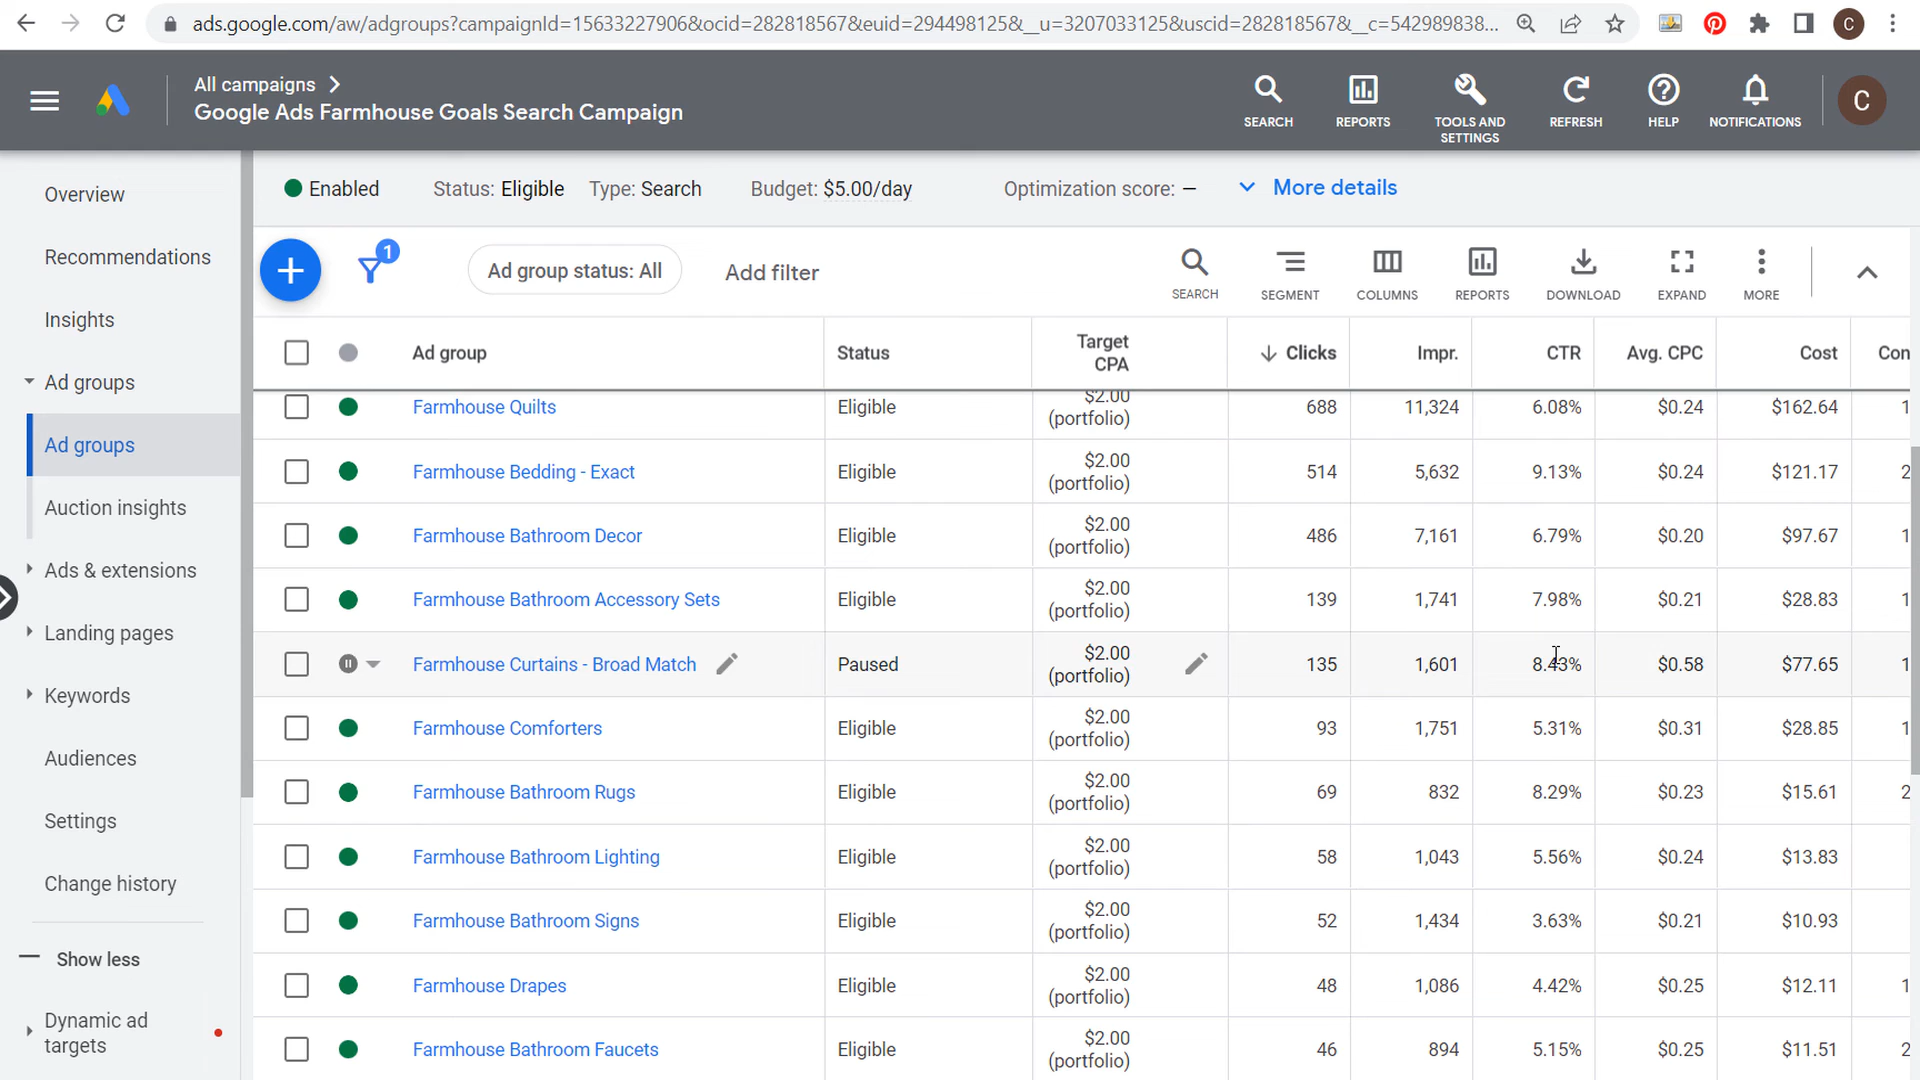 ads.google.com/aw/adgroups?campaignId=15633227906&ocid=282818567&euid=294498125&__u=3207033125&uscid=282818567&__c=542989838...
C
All campaigns
Google Ads Farmhouse Goals Search Campaign
SEARCH
REPORTS
TOOLS AND
SETTINGS
REFRESH
HELP
NOTIFICATIONS
C
Overview
Recommendations
Insights
Ad groups
Ad groups
Auction insights
Ads & extensions
Landing pages
Keywords
Audiences
Settings
Change history
Show less
Dynamic ad
targets
Enabled Status: Eligible Type: Search Budget: $5.00/day Optimization score: – More details
1
Ad group status: All
Add filter
SEARCH
SEGMENT
COLUMNS
REPORTS
DOWNLOAD
EXPAND
MORE
Ad group Status Target CPA Clicks Impr. CTR Avg. CPC Cost Con
Farmhouse Quilts Eligible $2.00 (portfolio) 688 11,324 6.08% $0.24 $162.64 1
Farmhouse Bedding - Exact Eligible $2.00 (portfolio) 514 5,632 9.13% $0.24 $121.17 2
Farmhouse Bathroom Decor Eligible $2.00 (portfolio) 486 7,161 6.79% $0.20 $97.67 1
Farmhouse Bathroom Accessory Sets Eligible $2.00 (portfolio) 139 1,741 7.98% $0.21 $28.83 1
Farmhouse Curtains - Broad Match Paused $2.00 (portfolio) 135 1,601 8.43% $0.58 $77.65 1
Farmhouse Comforters Eligible $2.00 (portfolio) 93 1,751 5.31% $0.31 $28.85 1
Farmhouse Bathroom Rugs Eligible $2.00 (portfolio) 69 832 8.29% $0.23 $15.61 2
Farmhouse Bathroom Lighting Eligible $2.00 (portfolio) 58 1,043 5.56% $0.24 $13.83
Farmhouse Bathroom Signs Eligible $2.00 (portfolio) 52 1,434 3.63% $0.21 $10.93
Farmhouse Drapes Eligible $2.00 (portfolio) 48 1,086 4.42% $0.25 $12.11 1
Farmhouse Bathroom Faucets Eligible $2.00 (portfolio) 46 894 5.15% $0.25 $11.51 2